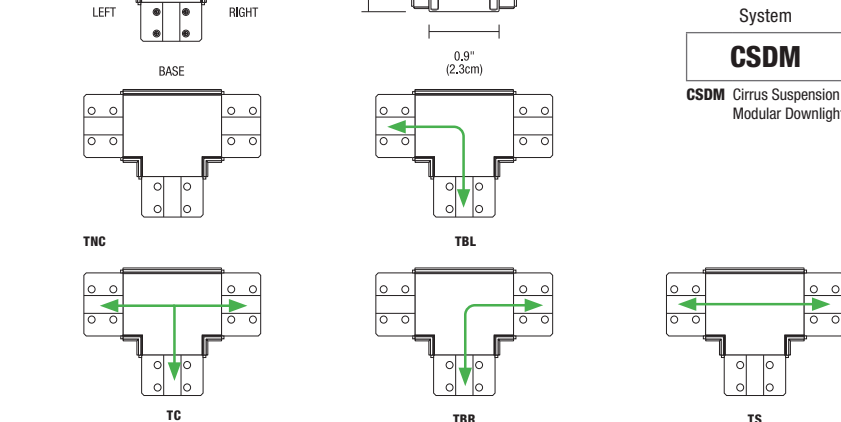 LEFT
RIGHT
BASE
0.9"
(2.3cm)
System
CSDM
CSDM Cirrus Suspension
Modular Downlight
TNC
TBL
TC
TBR
TS